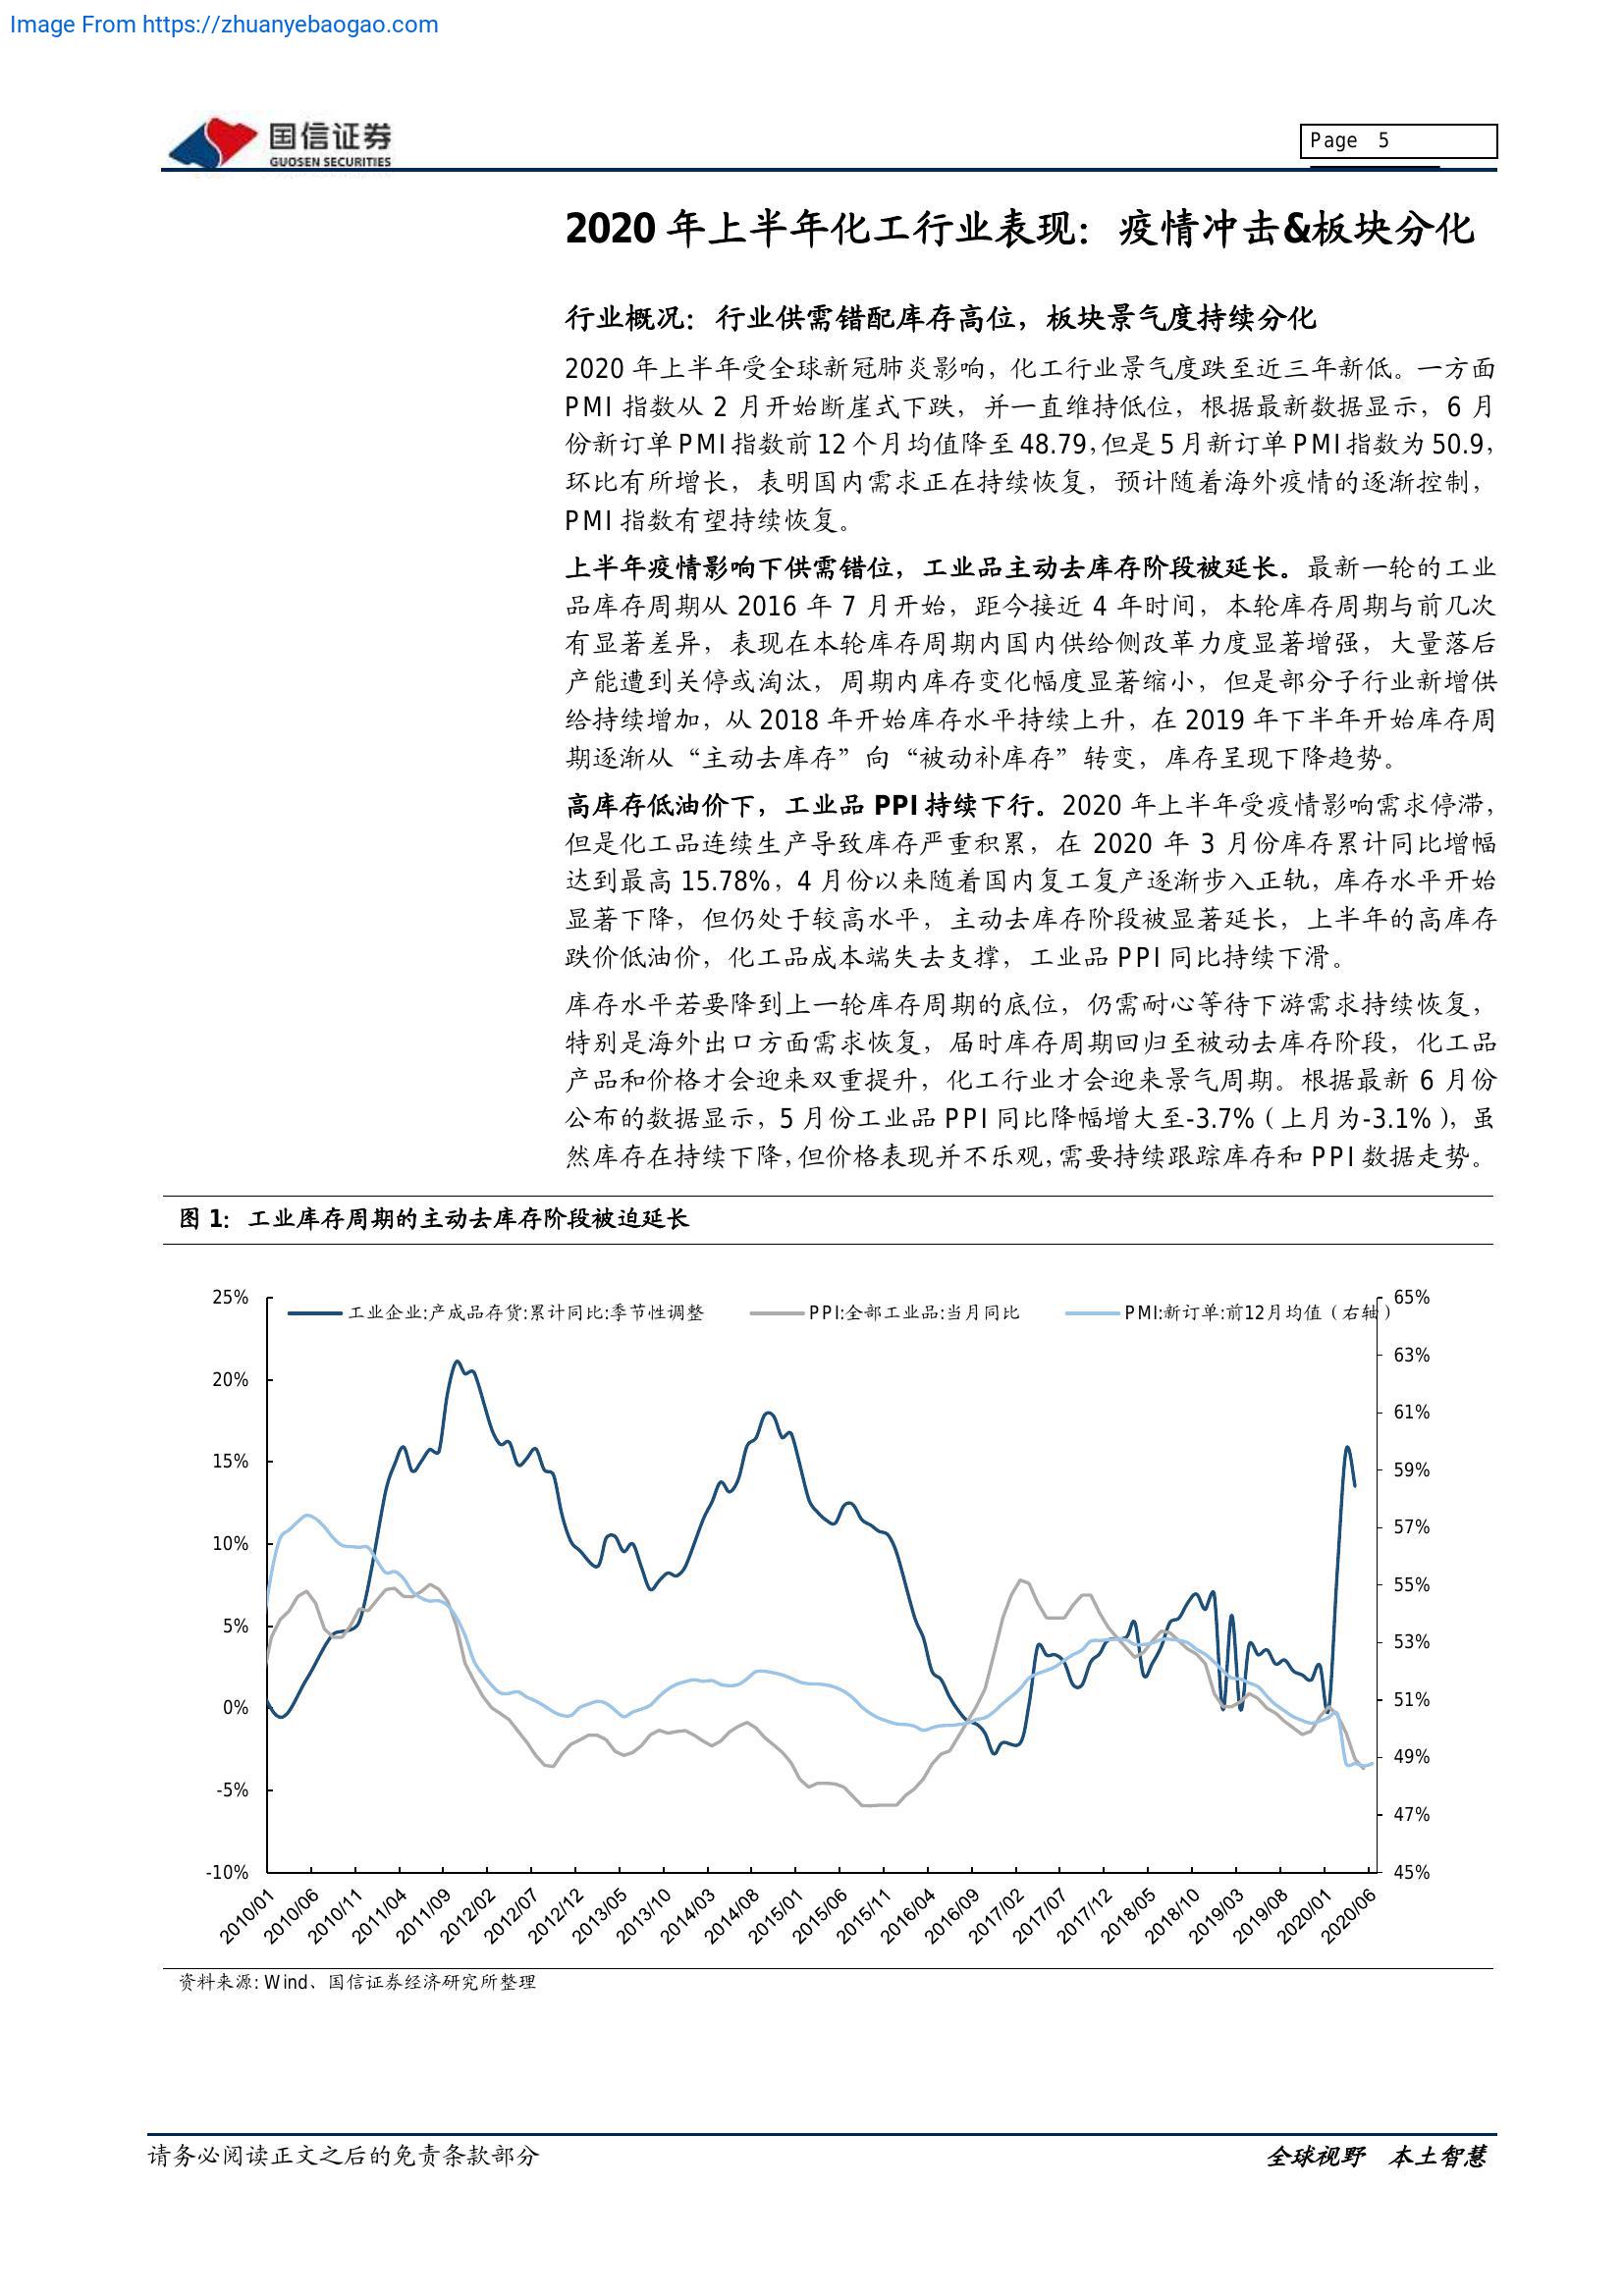 Image From https://zhuanyebaogao.com
国信证券
GUOSEN SECURITIES
Page 5
2020 年上半年化工行业表现：疫情冲击&板块分化
行业概况：行业供需错配库存高位，板块景气度持续分化
2020 年上半年受全球新冠肺炎影响，化工行业景气度跌至近三年新低。一方面
PMI 指数从 2 月开始断崖式下跌，并一直维持低位，根据最新数据显示，6 月
份新订单 PMI 指数前 12 个月均值降至 48.79，但是 5 月新订单 PMI 指数为 50.9，
环比有所增长，表明国内需求正在持续恢复，预计随着海外疫情的逐渐控制，
PMI 指数有望持续恢复。
上半年疫情影响下供需错位，工业品主动去库存阶段被延长。最新一轮的工业
品库存周期从 2016 年 7 月开始，距今接近 4 年时间，本轮库存周期与前几次
有显著差异，表现在本轮库存周期内国内供给侧改革力度显著增强，大量落后
产能遭到关停或淘汰，周期内库存变化幅度显著缩小，但是部分子行业新增供
给持续增加，从 2018 年开始库存水平持续上升，在 2019 年下半年开始库存周
期逐渐从“主动去库存”向“被动补库存”转变，库存呈现下降趋势。
高库存低油价下，工业品 PPI 持续下行。2020 年上半年受疫情影响需求停滞，
但是化工品连续生产导致库存严重积累，在 2020 年 3 月份库存累计同比增幅
达到最高 15.78%，4 月份以来随着国内复工复产逐渐步入正轨，库存水平开始
显著下降，但仍处于较高水平，主动去库存阶段被显著延长，上半年的高库存
跌价低油价，化工品成本端失去支撑，工业品 PPI 同比持续下滑。
库存水平若要降到上一轮库存周期的底位，仍需耐心等待下游需求持续恢复，
特别是海外出口方面需求恢复，届时库存周期回归至被动去库存阶段，化工品
产品和价格才会迎来双重提升，化工行业才会迎来景气周期。根据最新 6 月份
公布的数据显示，5 月份工业品 PPI 同比降幅增大至-3.7%（上月为-3.1%），虽
然库存在持续下降，但价格表现并不乐观，需要持续跟踪库存和 PPI 数据走势。
图 1：工业库存周期的主动去库存阶段被迫延长
工业企业:产成品存货:累计同比:季节性调整
PPI:全部工业品:当月同比
PMI:新订单:前12月均值（右轴）
25%
20%
15%
10%
5%
0%
-5%
-10%
65%
63%
61%
59%
57%
55%
53%
51%
49%
47%
45%
2010/01
2010/06
2010/11
2011/04
2011/09
2012/02
2012/07
2012/12
2013/05
2013/10
2014/03
2014/08
2015/01
2015/06
2015/11
2016/04
2016/09
2017/02
2017/07
2017/12
2018/05
2018/10
2019/03
2019/08
2020/01
2020/06
资料来源: Wind、国信证券经济研究所整理
请务必阅读正文之后的免责条款部分
全球视野 本土智慧